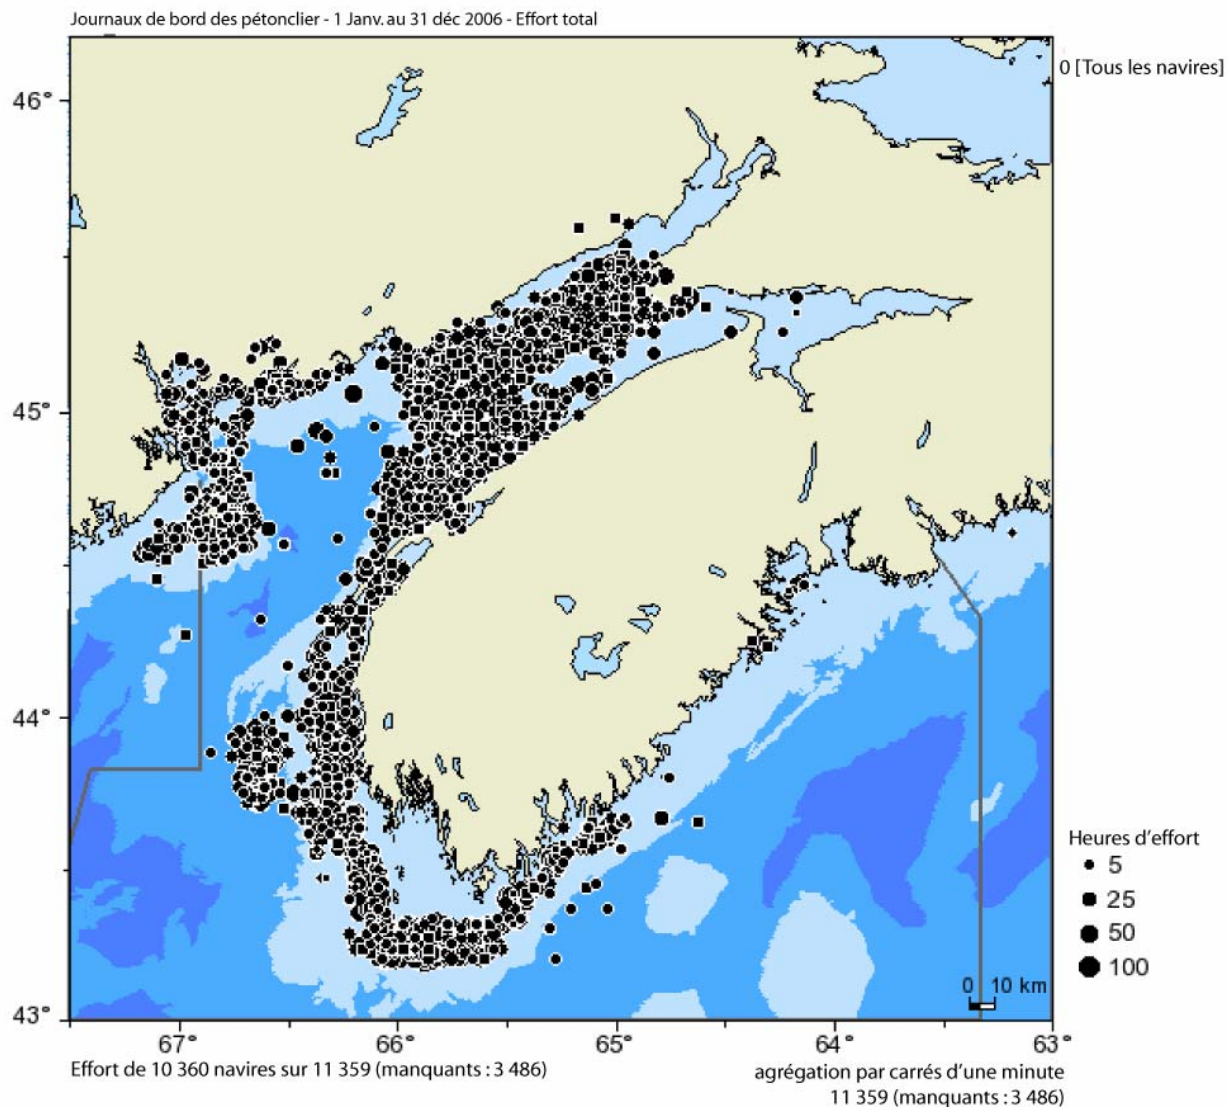 Journaux de bord des pétonclier - 1 Janv. au 31 déc 2006 - Effort total
0 [Tous les navires]
46°
45°
44°
43°
Heures d'effort
5
25
50
100
0 10 km
67° 66° 65° 64° 63°
Effort de 10 360 navires sur 11 359 (manquants : 3 486)
agrégation par carrés d'une minute
11 359 (manquants : 3 486)